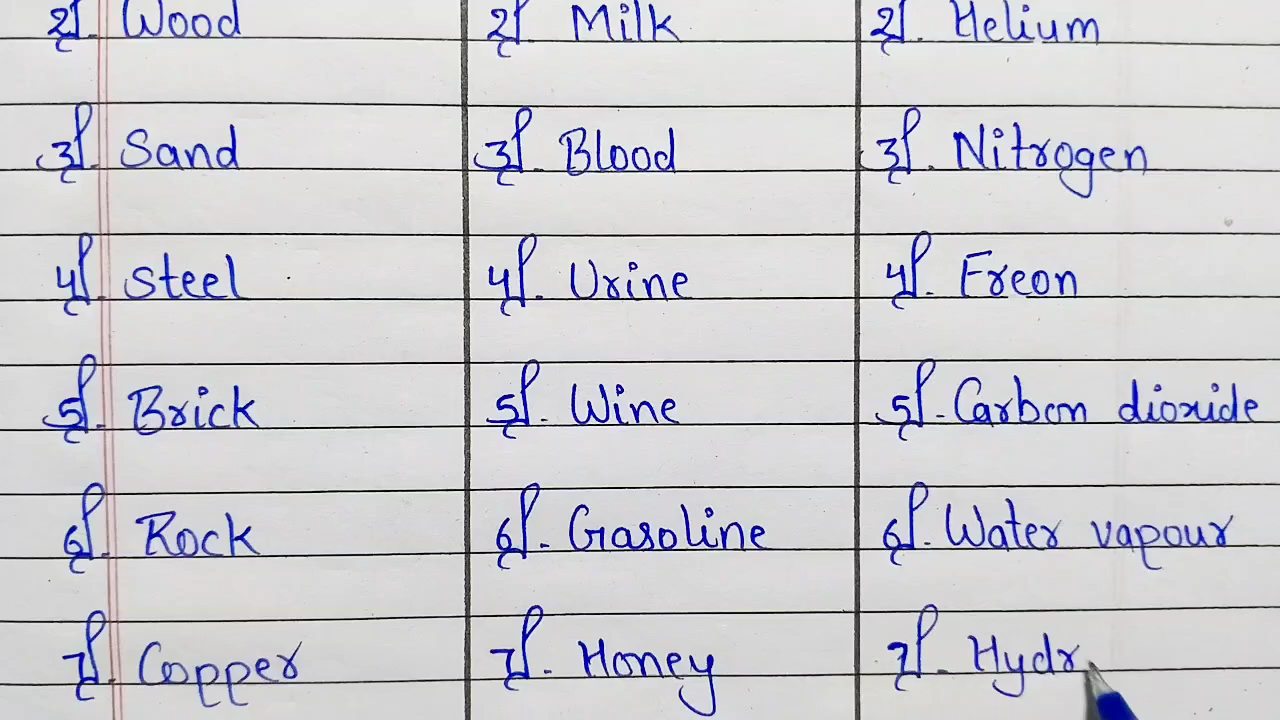 2. Wood 2. Milk 2. Helium
3. Sand 3. Blood 3. Nitrogen
4. Steel 4. Urine 4. Freon
5. Brick 5. Wine 5. Carbon dioxide
6. Rock 6. Gasoline 6. Water vapour
7. Copper 7. Honey 7. Hydr